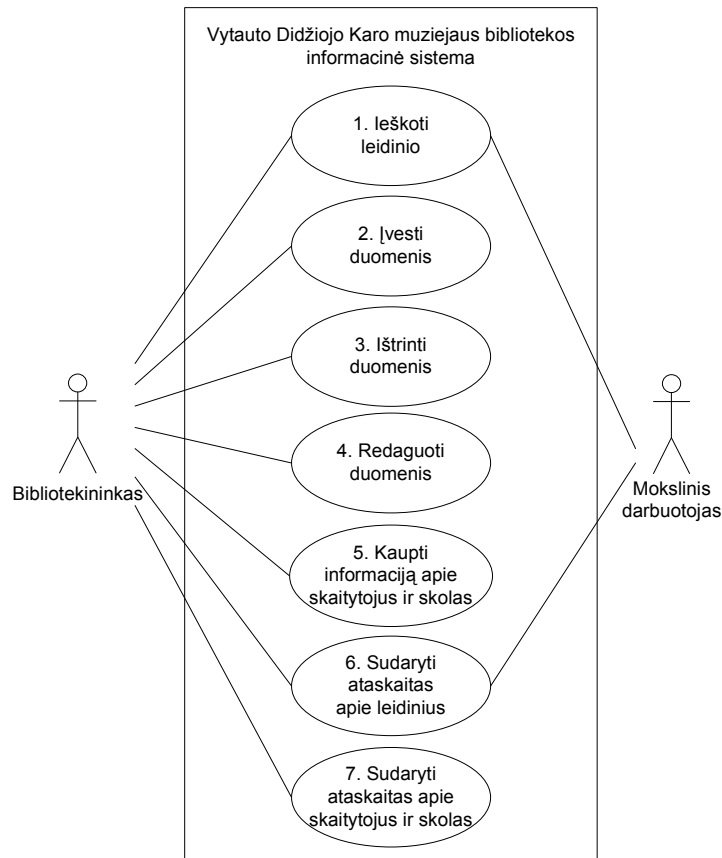 Vytauto Didžiojo Karo muziejaus bibliotekos
informacinė sistema
1. Ieškoti
leidinio
2. Įvesti
duomenis
3. Ištrinti
duomenis
4. Redaguoti
duomenis
Bibliotekininkas
Mokslinis
darbuotojas
5. Kaupti
informaciją apie
skaitytojus ir skolas
6. Sudaryti
ataskaitas
apie leidinius
7. Sudaryti
ataskaitas apie
skaitytojus ir skolas